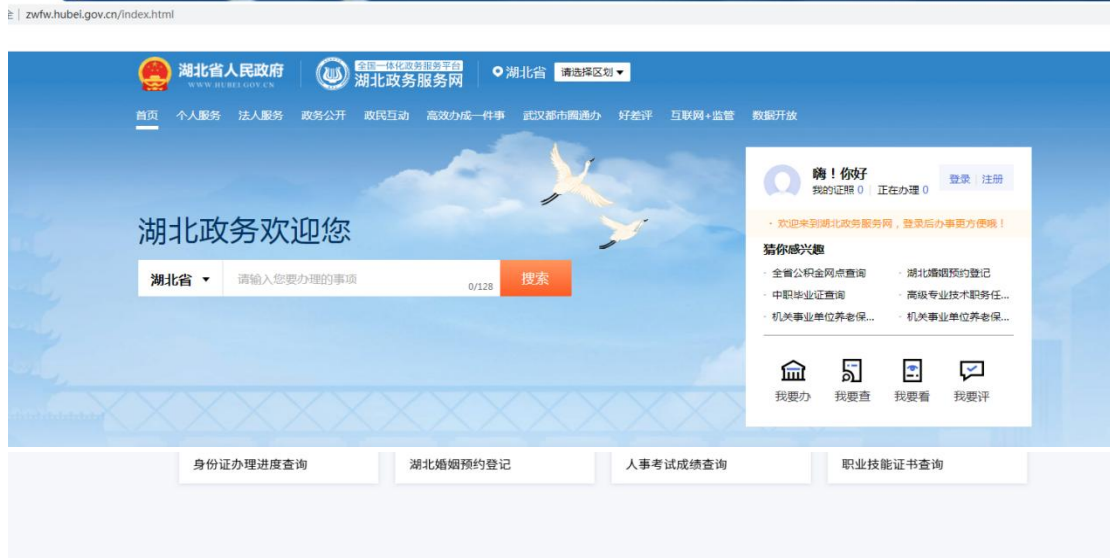 zwfw.hubei.gov.cn/index.html
湖北省人民政府
WWW.HUBEI.GOV.CN
全国一体化政务服务平台
湖北政务服务网
湖北省 请选择区划
首页 个人服务 法人服务 政务公开 政民互动 高效办成一件事 武汉都市圈通办 好差评 互联网+监管 数据开放
嗨！你好
我的证照 0 正在办理 0
登录 注册
· 欢迎来到湖北政务服务网，登录后办事更方便哦！
湖北政务欢迎您
湖北省 请输入您要办理的事项 0/128 搜索
猜你感兴趣
· 全省公积金网点查询 · 湖北婚姻预约登记
· 中职毕业证查询 · 高级专业技术职务任...
· 机关事业单位养老保... · 机关事业单位养老保...
我要办 我要查 我要看 我要评
身份证办理进度查询 湖北婚姻预约登记 人事考试成绩查询 职业技能证书查询